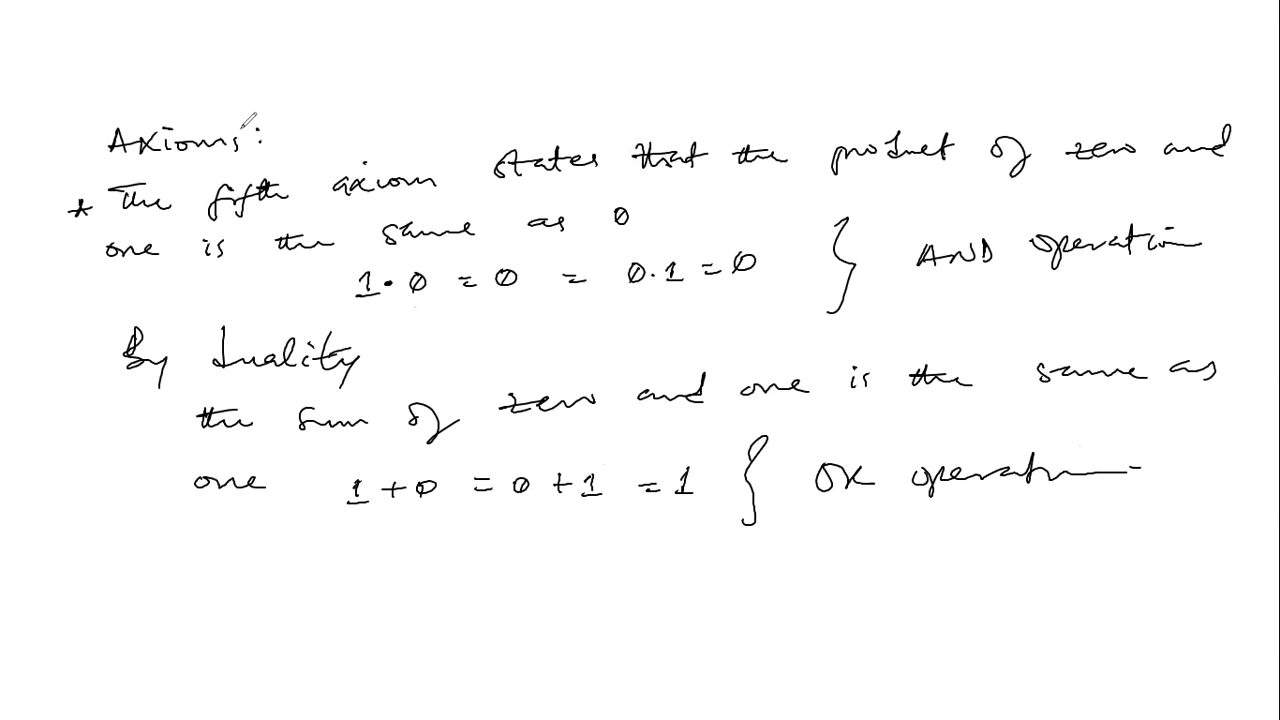 Axioms:
* The fifth axiom states that the product of zero and
one is the same as 0
1·0 = 0 = 0.1 = 0 } AND operation
By duality
the sum of zero and one is the same as
one 1+0 = 0+1 = 1 } OR operation